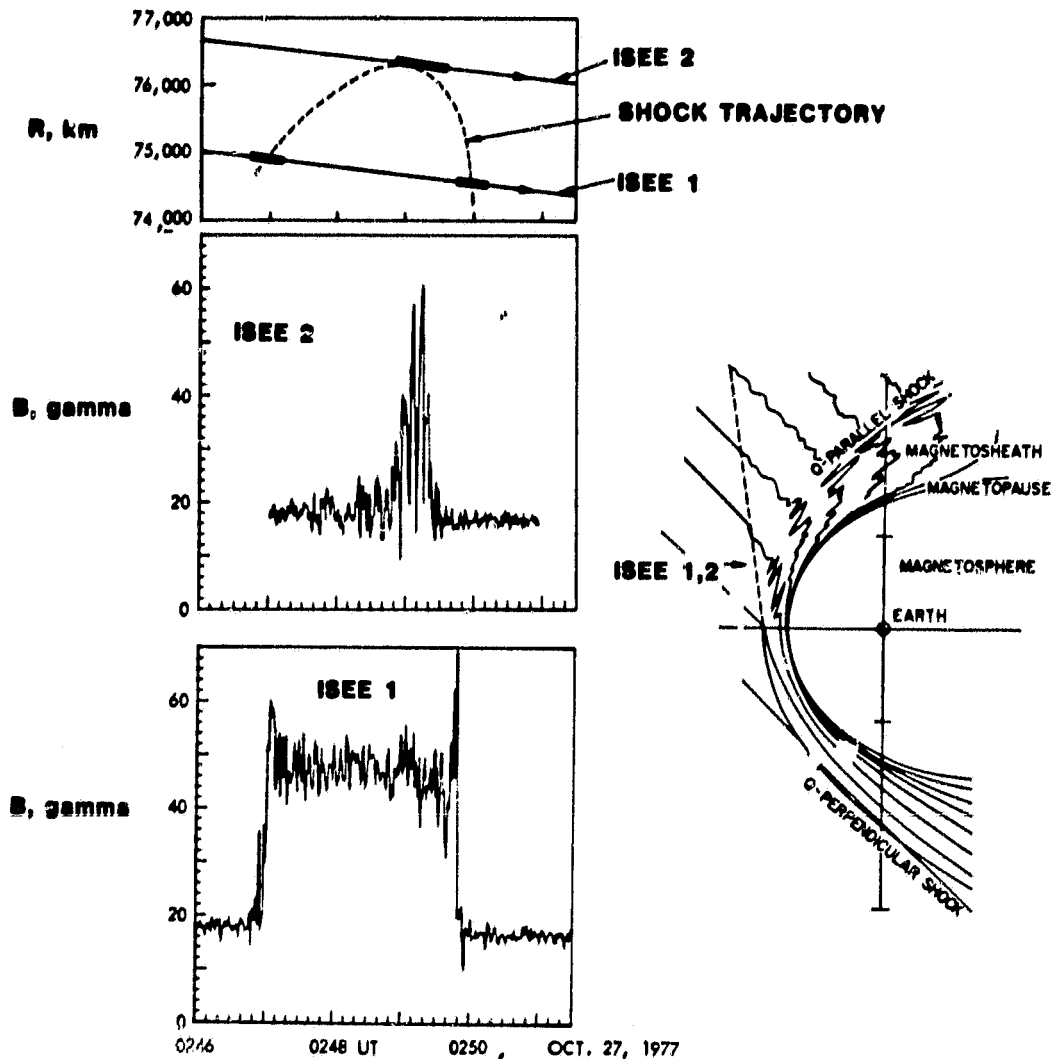 77,000
76,000
75,000
74,000
R, km
ISEE 2
SHOCK TRAJECTORY
ISEE 1
60
40
20
0
ISEE 2
B, gamma
60
40
20
0
ISEE 1
B, gamma
0246
0248 UT
0250
OCT. 27, 1977
Q-PARALLEL SHOCK
MAGNETOSHEATH
MAGNETOPAUSE
ISEE 1,2
MAGNETOSPHERE
EARTH
Q-PERPENDICULAR SHOCK